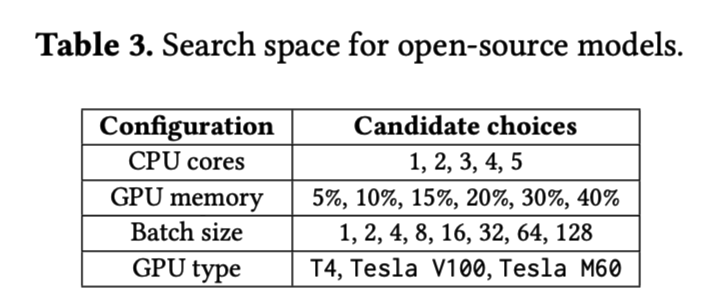 Table 3. Search space for open-source models.
Configuration Candidate choices
CPU cores 1, 2, 3, 4, 5
GPU memory 5%, 10%, 15%, 20%, 30%, 40%
Batch size 1, 2, 4, 8, 16, 32, 64, 128
GPU type T4, Tesla V100, Tesla M60